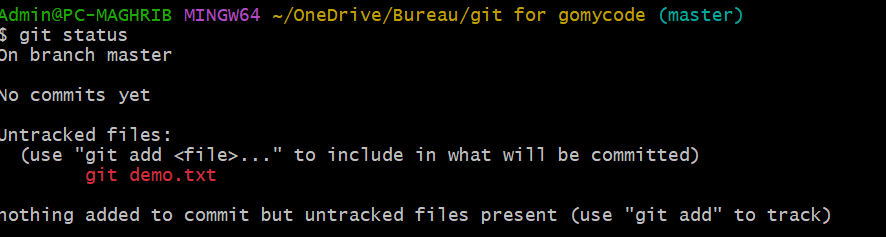 Admin@PC-MAGHRIB MINGW64 ~/OneDrive/Bureau/git for gomycode (master)
$ git status
On branch master
No commits yet
Untracked files:
(use "git add <file>..." to include in what will be committed)
git demo.txt
nothing added to commit but untracked files present (use "git add" to track)